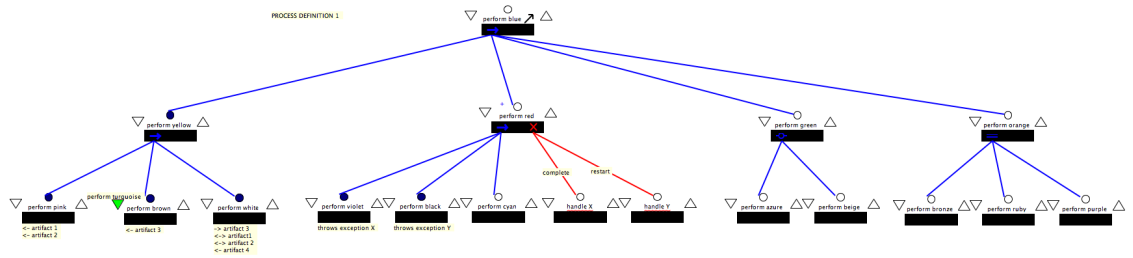 PROCESS DEFINITION 1
perform blue
perform yellow
+
perform red
perform green
perform orange
complete
restart
perform turquoise
perform pink
perform brown
perform white
perform violet
perform black
perform cyan
handle X
handle Y
perform azure
perform beige
perform bronze
perform ruby
perform purple
<- artifact 1
<- artifact 2
<- artifact 3
-> artifact 3
<-> artifact1
<-> artifact 2
<- artifact 4
throws exception X
throws exception Y